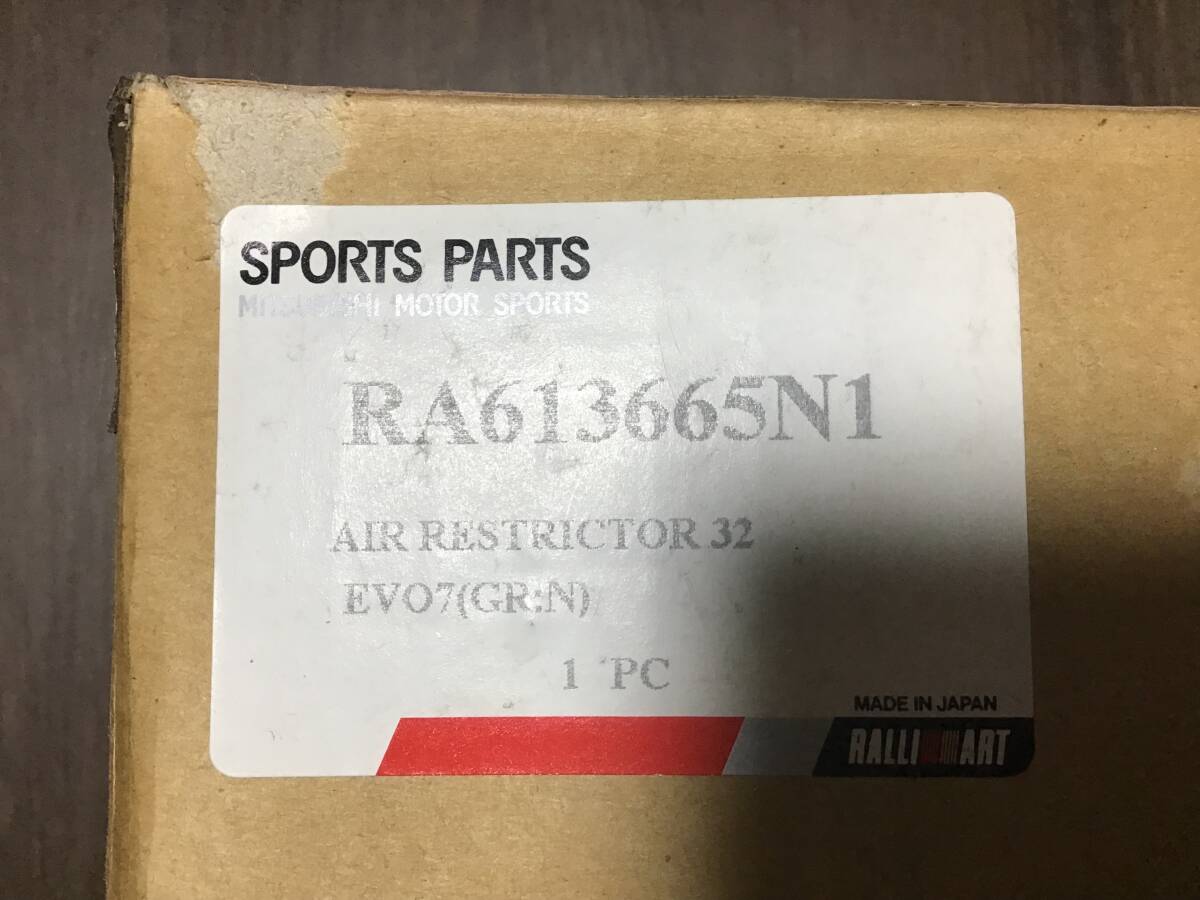 SPORTS PARTS
MITSUBISHI MOTOR SPORTS
RA613665N1
AIR RESTRICTOR 32
EVO7(GR:N)
1 PC
MADE IN JAPAN
RALLI ART